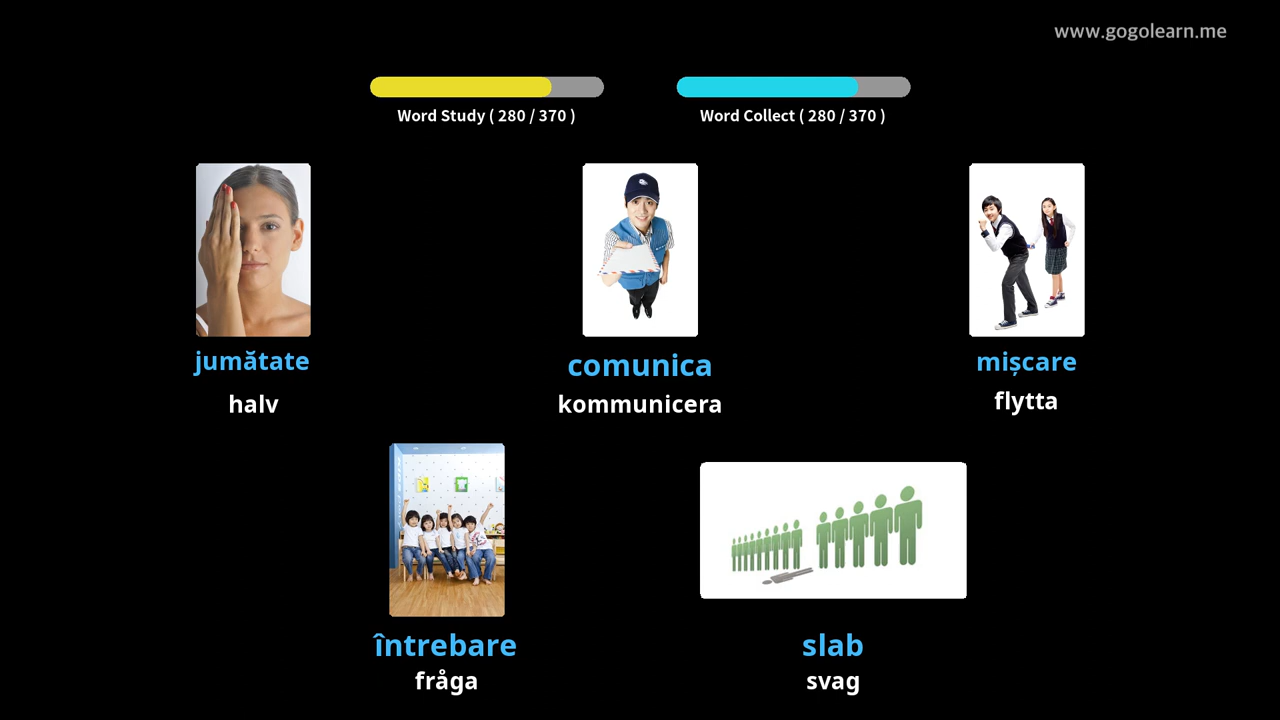 www.gogolearn.me
Word Study ( 280 / 370 )
Word Collect ( 280 / 370 )
jumătate
halv
comunica
kommunicera
mișcare
flytta
întrebare
fråga
slab
svag